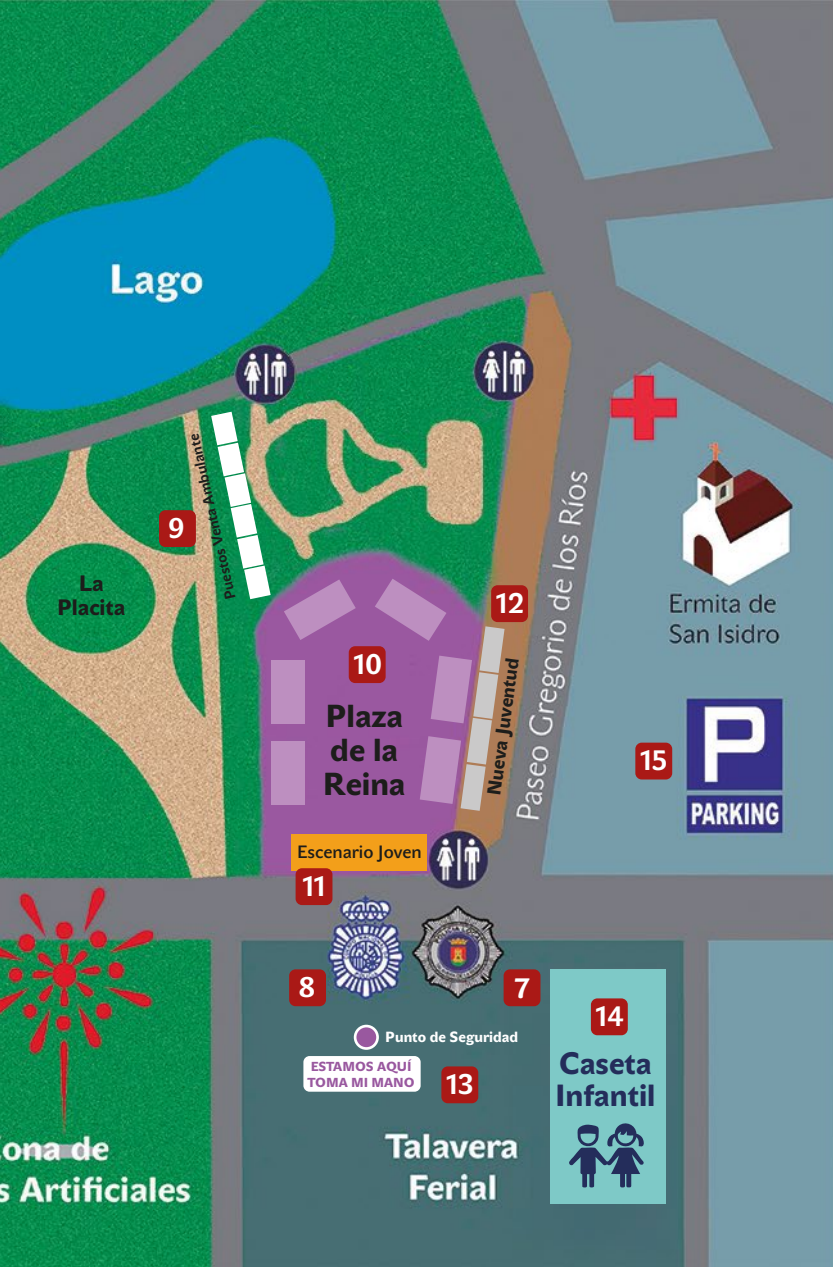 Lago
Puestos Venta Ambulante
9
La
Placita
12
10
Plaza
de la
Reina
Nueva Juventud
Paseo Gregorio de los Ríos
Ermita de
San Isidro
15
P
PARKING
Escenario Joven
11
8
7
14
Caseta
Infantil
Punto de Seguridad
ESTAMOS AQUÍ
TOMA MI MANO
13
Talavera
Ferial
ona de
s Artificiales